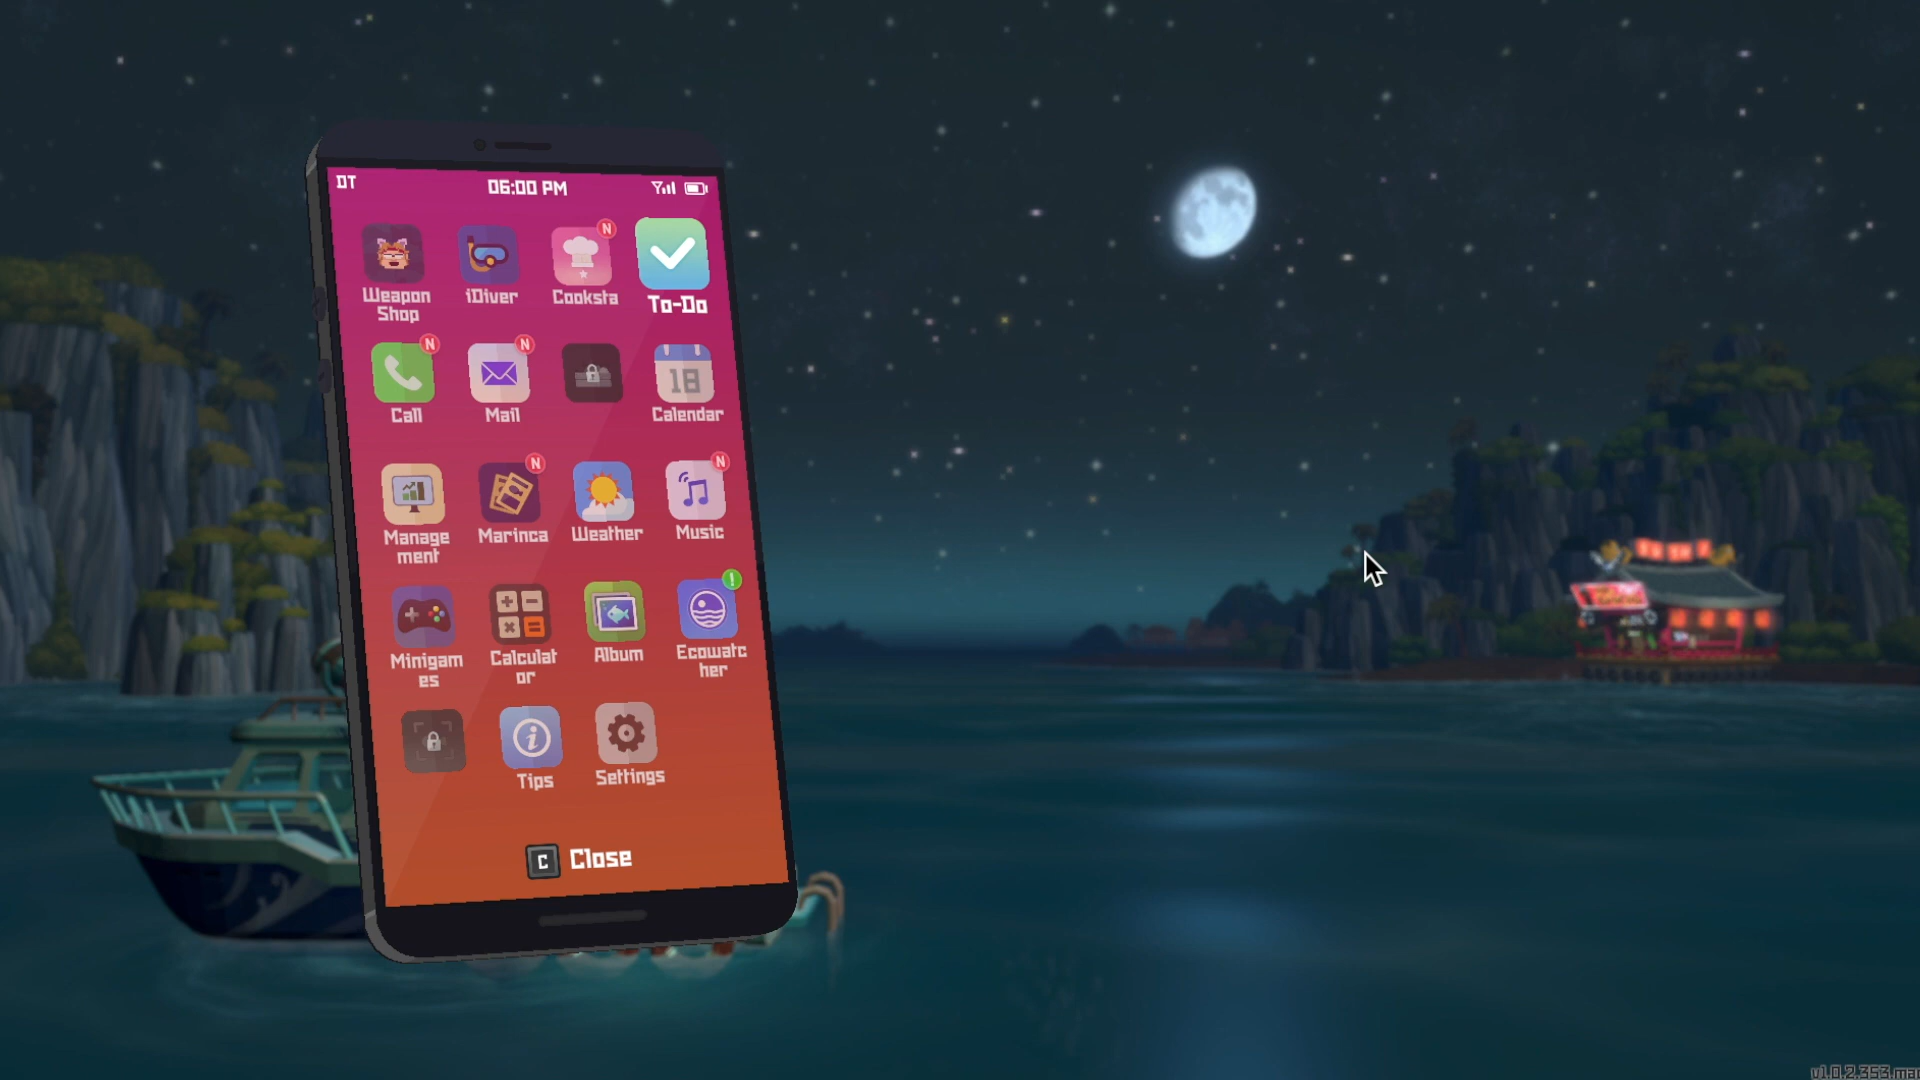 DT
06:00 PM
Weapon
Shop
iDiver
N
Cooksta
To-Do
N
Call
N
Mail
18
Calendar
Manage
ment
N
Marinca
Weather
N
Music
Minigam
es
Calculat
or
Album
!
Ecowatc
her
i
Tips
Settings
C Close
v1.0.2.353.mac